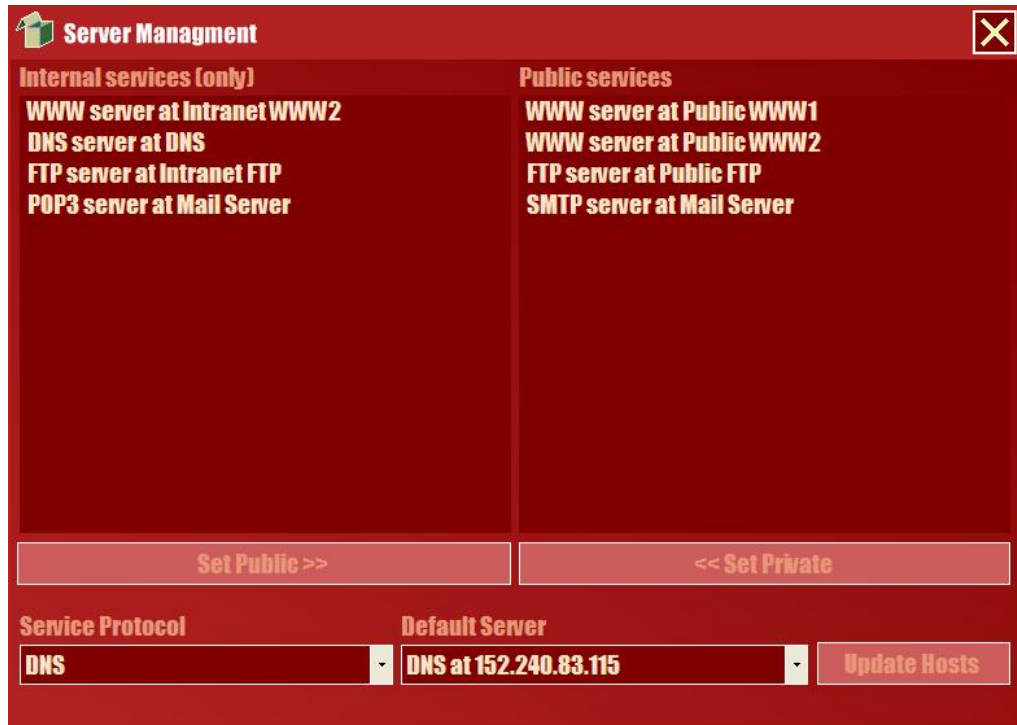 Server Managment
Internal services (only)
WWW server at Intranet WWW2
DNS server at DNS
FTP server at Intranet FTP
POP3 server at Mail Server
Public services
WWW server at Public WWW1
WWW server at Public WWW2
FTP server at Public FTP
SMTP server at Mail Server
Set Public >>
<< Set Private
Service Protocol
DNS
Default Server
DNS at 152.240.83.115
Update Hosts